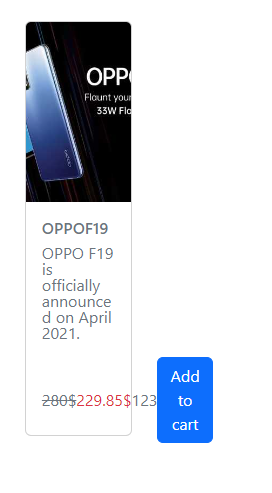 OPPO
Flaunt your
33W Fla
OPPOF19
OPPO F19
is
officially
announce
d on April
2021.
280$229.85$123
Add
to
cart